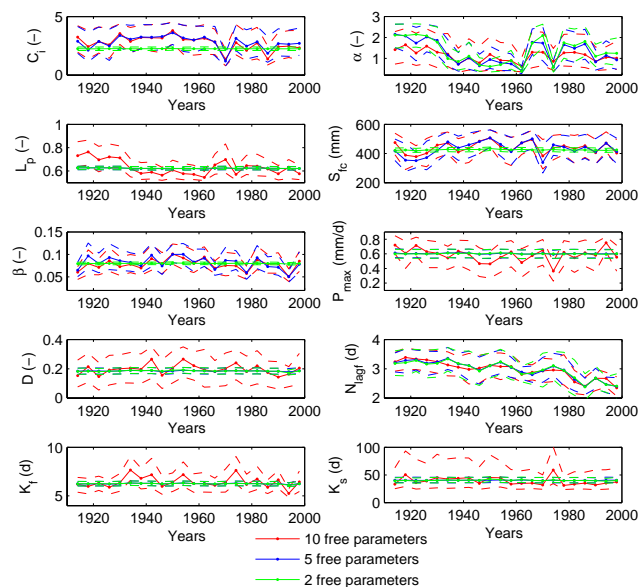 C_i (−)
5
0
1920 1940 1960 1980 2000
Years
α (−)
3
2
1
1920 1940 1960 1980 2000
Years
L_p (−)
1
0.8
0.6
1920 1940 1960 1980 2000
Years
S_fc (mm)
600
400
200
1920 1940 1960 1980 2000
Years
β (−)
0.15
0.1
0.05
1920 1940 1960 1980 2000
Years
P_max (mm/d)
0.8
0.6
0.4
0.2
1920 1940 1960 1980 2000
Years
D (−)
0.4
0.2
0
1920 1940 1960 1980 2000
Years
N_lagf (d)
4
3
2
1920 1940 1960 1980 2000
Years
K_f (d)
10
5
1920 1940 1960 1980 2000
Years
K_s (d)
100
50
0
1920 1940 1960 1980 2000
Years
10 free parameters
5 free parameters
2 free parameters